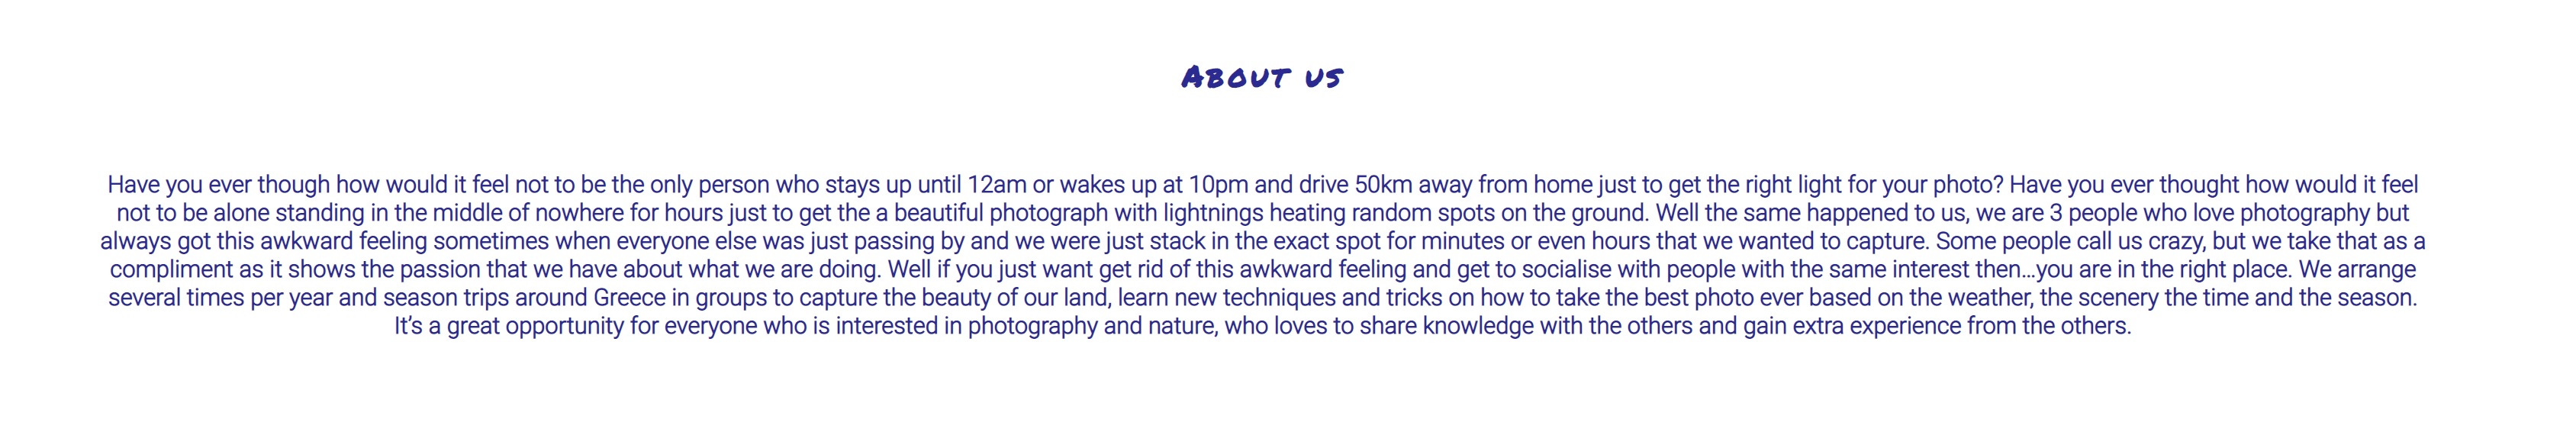 About us
Have you ever though how would it feel not to be the only person who stays up until 12am or wakes up at 10pm and drive 50km away from home just to get the right light for your photo? Have you ever thought how would it feel
not to be alone standing in the middle of nowhere for hours just to get the a beautiful photograph with lightnings heating random spots on the ground. Well the same happened to us, we are 3 people who love photography but
always got this awkward feeling sometimes when everyone else was just passing by and we were just stack in the exact spot for minutes or even hours that we wanted to capture. Some people call us crazy, but we take that as a
compliment as it shows the passion that we have about what we are doing. Well if you just want get rid of this awkward feeling and get to socialise with people with the same interest then...you are in the right place. We arrange
several times per year and season trips around Greece in groups to capture the beauty of our land, learn new techniques and tricks on how to take the best photo ever based on the weather, the scenery the time and the season.
It’s a great opportunity for everyone who is interested in photography and nature, who loves to share knowledge with the others and gain extra experience from the others.